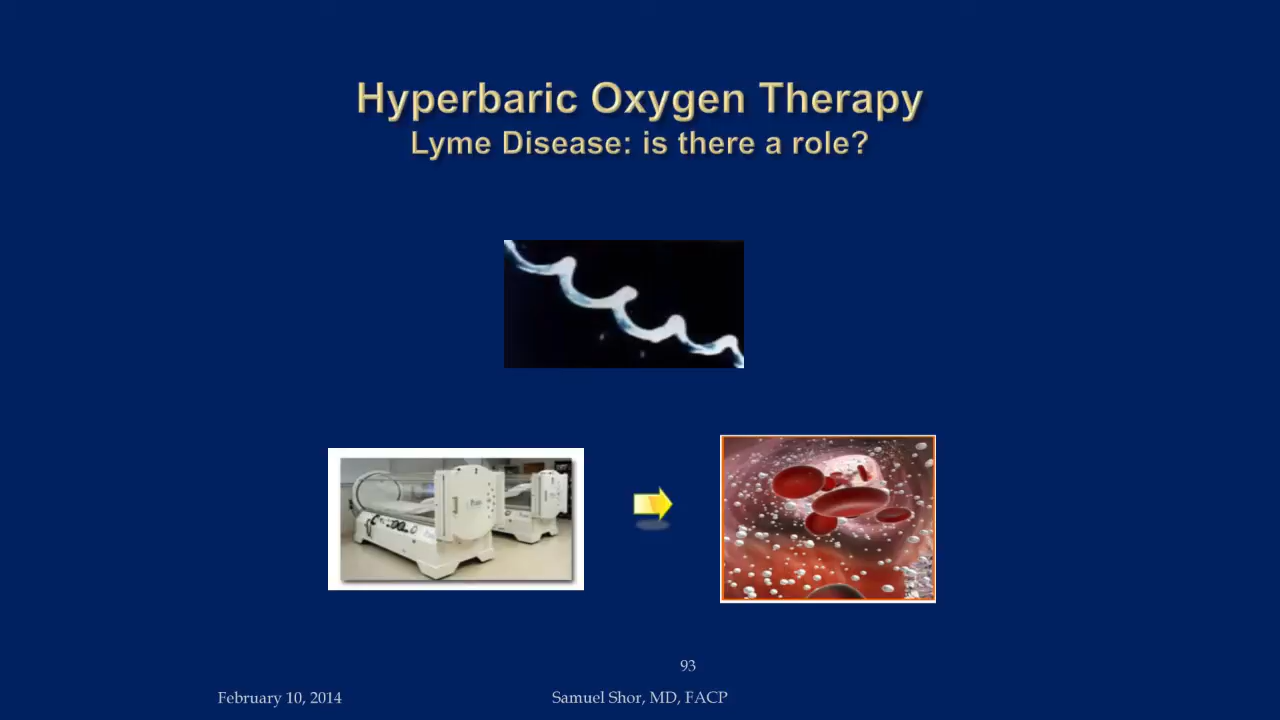 Hyperbaric Oxygen Therapy
Lyme Disease: is there a role?
93
February 10, 2014
Samuel Shor, MD, FACP